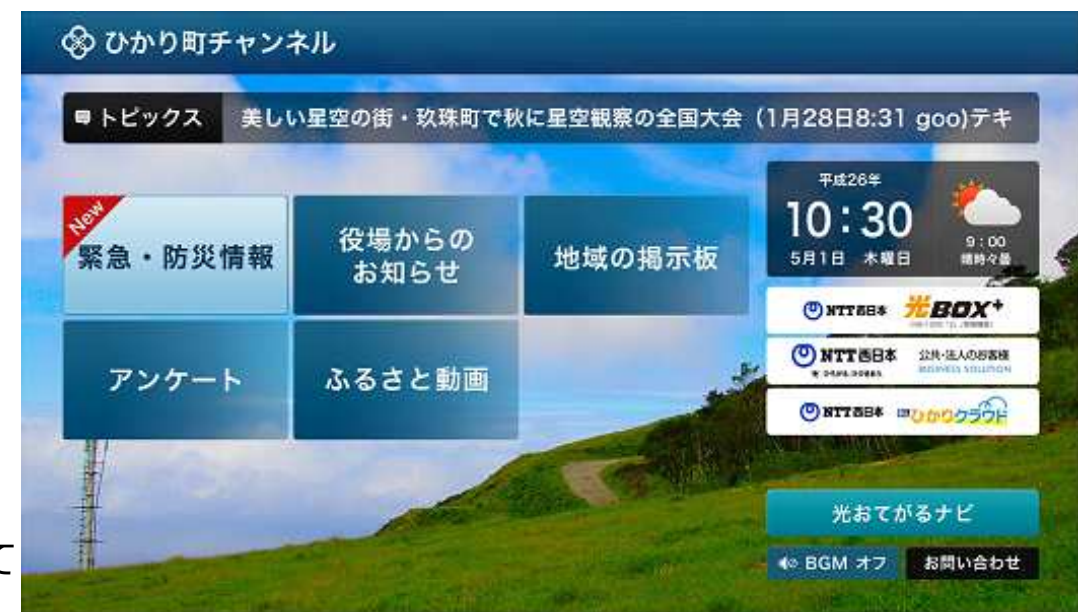 ひかり町チャンネル
トピックス 美しい星空の街・玖珠町で秋に星空観察の全国大会（1月28日8:31 goo)テキ
平成26年
10:30
5月1日 木曜日
9:00
晴時々曇
New
緊急・防災情報
役場からの
お知らせ
地域の掲示板
アンケート
ふるさと動画
NTT西日本 光BOX+
NTT西日本 公共・法人のお客様
BUSINESS SOLUTION
NTT西日本 ひかりクラウド
光おてがるナビ
BGM オフ お問い合わせ
て